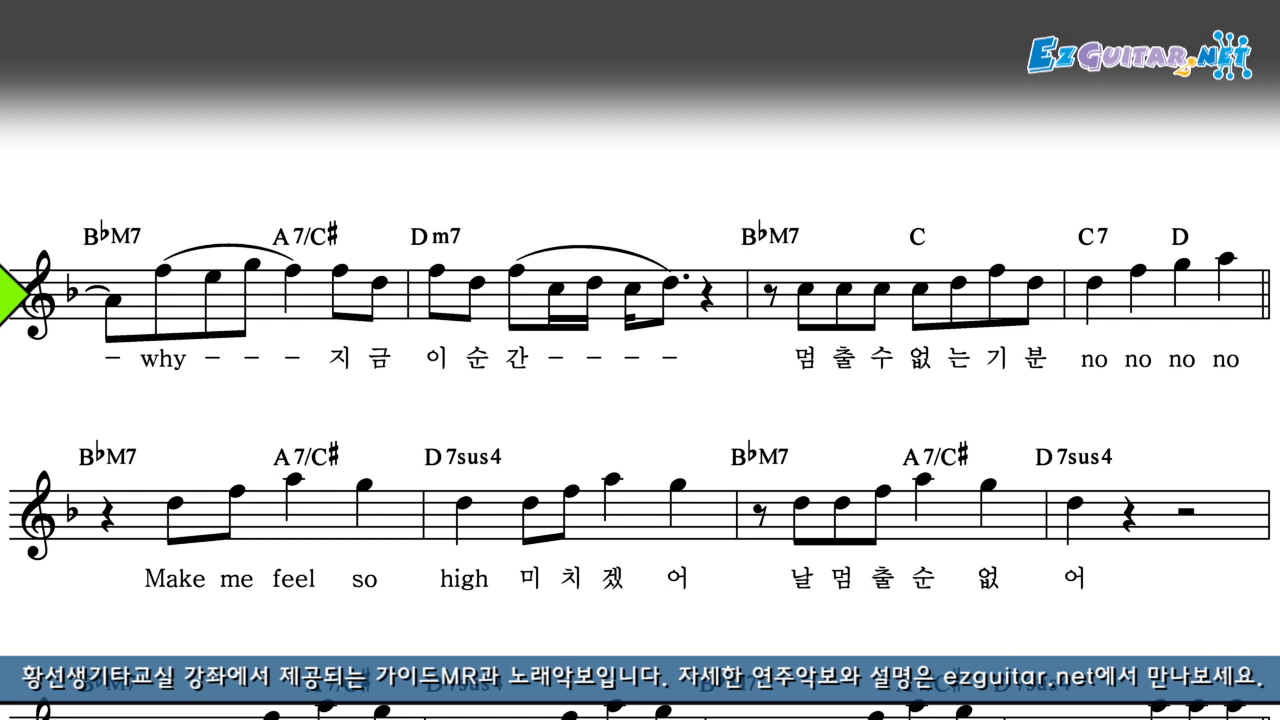 EzGuitar.NET
B♭M7 A7/C♯ Dm7 B♭M7 C C7 D
– why – – – 지 금 이 순 간 – – – – 멈 출 수 없 는 기 분 no no no no
B♭M7 A7/C♯ D7sus4 B♭M7 A7/C♯ D7sus4
Make me feel so high 미 치 겠 어 날 멈 출 순 없 어
황선생기타교실 강좌에서 제공되는 가이드MR과 노래악보입니다. 자세한 연주악보와 설명은 ezguitar.net에서 만나보세요.